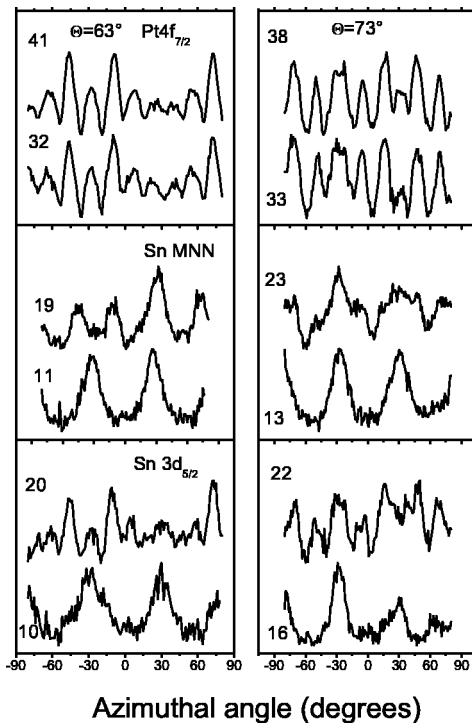 41 Θ=63° Pt4f7/2
32
38 Θ=73°
33
Sn MNN
19
11
23
13
Sn 3d5/2
20
10
22
16
-90 -60 -30 0 30 60 90
-90 -60 -30 0 30 60 90
Azimuthal angle (degrees)